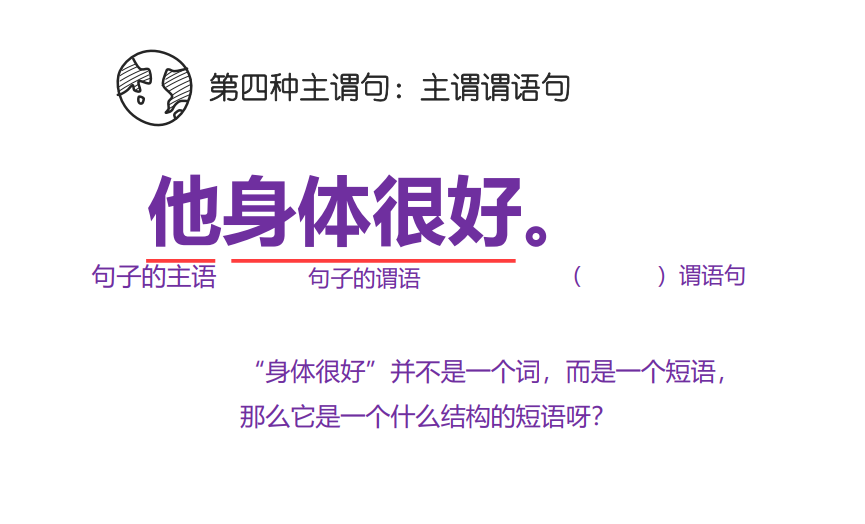 第四种主谓句：主谓谓语句
他身体很好。
句子的主语 句子的谓语 （ ）谓语句
“身体很好”并不是一个词，而是一个短语，
那么它是一个什么结构的短语呀？